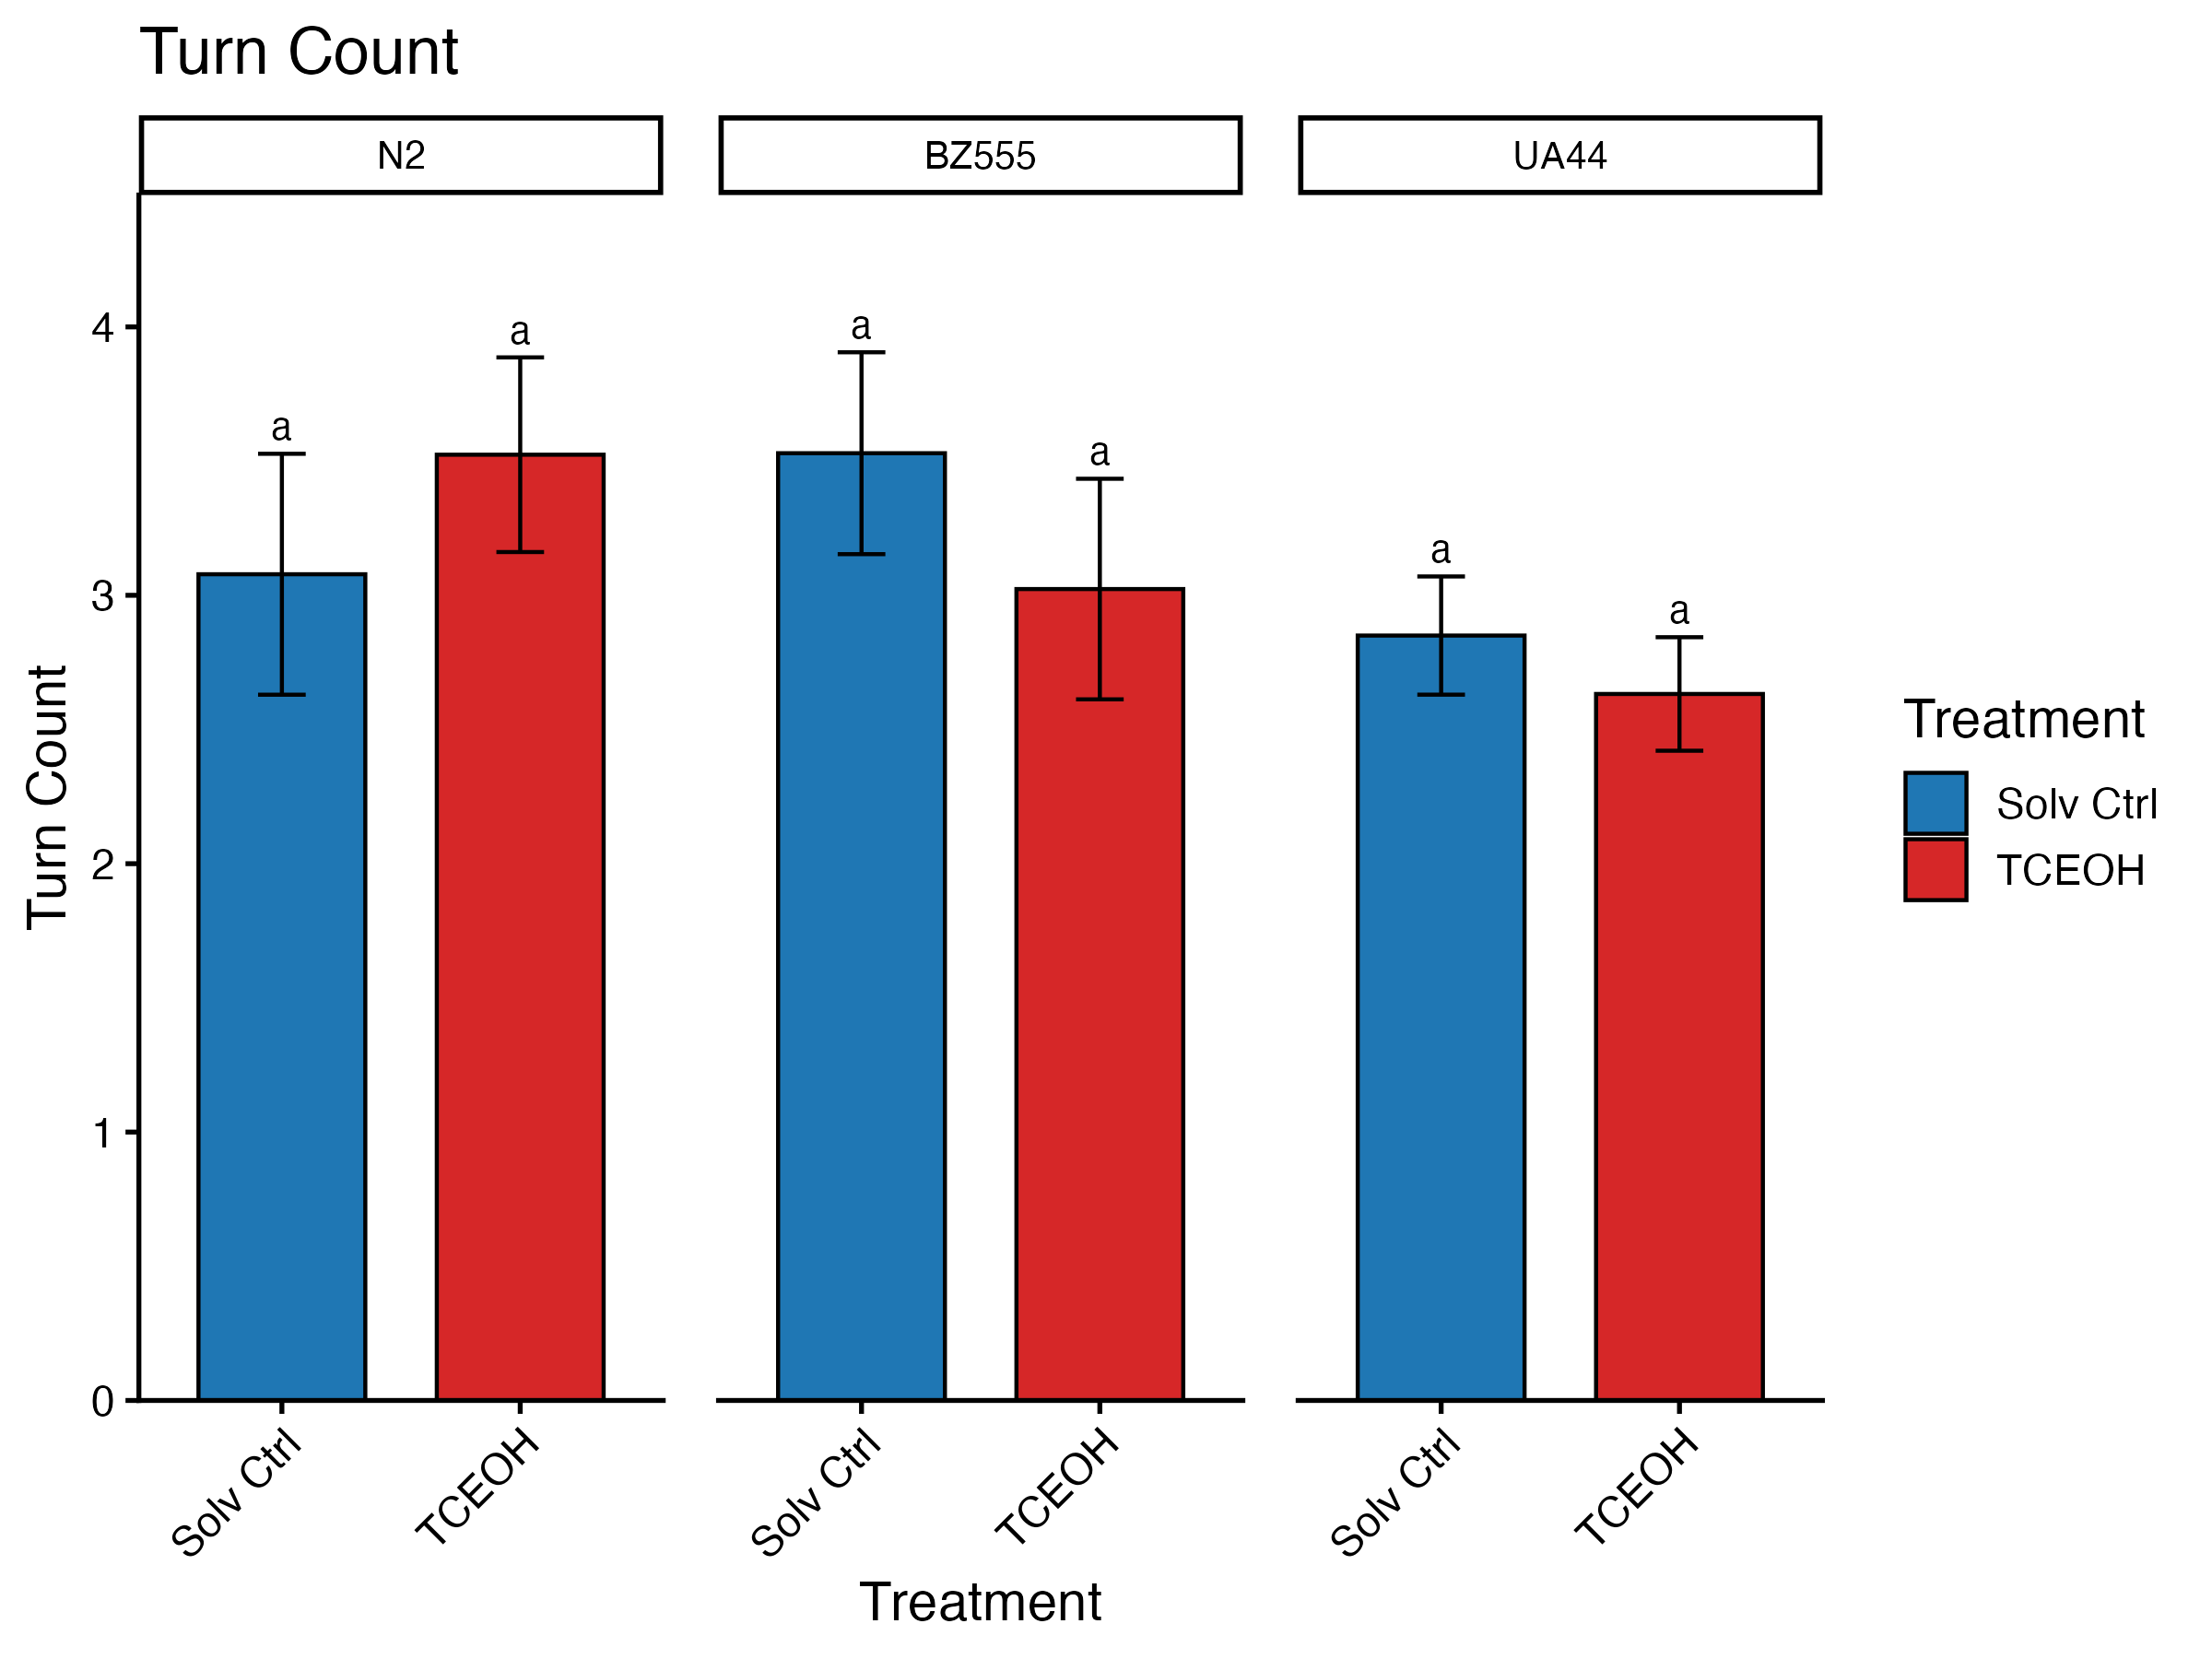 Turn Count
N2
BZ555
UA44
4
3
2
1
0
Turn Count
a
a
a
a
a
a
Solv Ctrl
TCEOH
Solv Ctrl
TCEOH
Solv Ctrl
TCEOH
Treatment
Treatment
Solv Ctrl
TCEOH